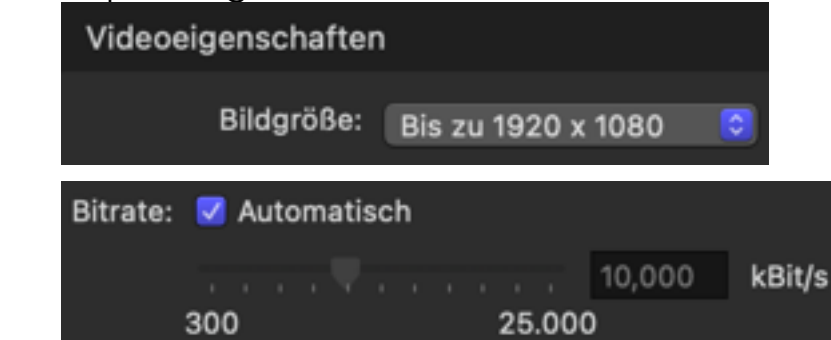 Videoeigenschaften
Bildgröße: Bis zu 1920 x 1080
Bitrate: Automatisch
10,000 kBit/s
300 25.000